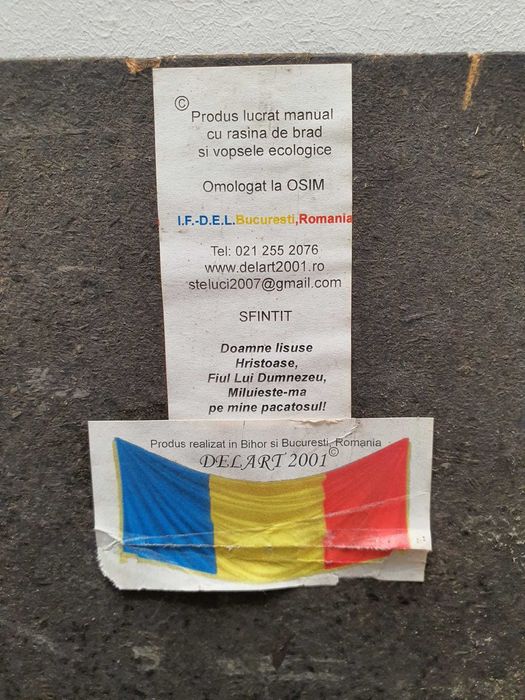 ©
Produs lucrat manual
cu rasina de brad
si vopsele ecologice
Omologat la OSIM
I.F.-D.E.L.Bucuresti,Romania
Tel: 021 255 2076
www.delart2001.ro
steluci2007@gmail.com
SFINTIT
Doamne Iisuse
Hristoase,
Fiul Lui Dumnezeu,
Miluieste-ma
pe mine pacatosul!
Produs realizat in Bihor si Bucuresti, Romania
DELART 2001©